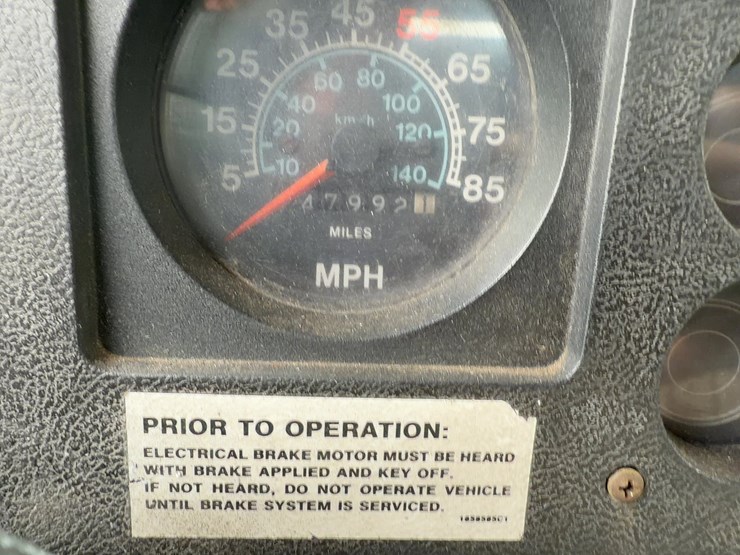 35 45 55
25 65
60 80
40 100
15 75
20 km h 120
10 140
5 85
47992
MILES
MPH
PRIOR TO OPERATION:
ELECTRICAL BRAKE MOTOR MUST BE HEARD
WITH BRAKE APPLIED AND KEY OFF.
IF NOT HEARD, DO NOT OPERATE VEHICLE
UNTIL BRAKE SYSTEM IS SERVICED.